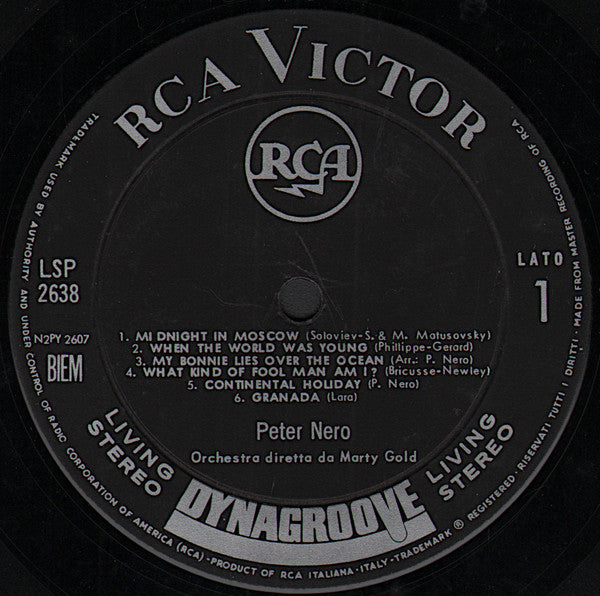 RCA VICTOR
RCA
LSP
2638
N2PY 2607
BIEM
LATO
1
1. MIDNIGHT IN MOSCOW (Soloviev-S. & M. Matusovsky)
2. WHEN THE WORLD WAS YOUNG (Philippe-Gerard)
3. MY BONNIE LIES OVER THE OCEAN (Arr.: P. Nero)
4. WHAT KIND OF FOOL MAN AM I? (Bricusse-Newley)
5. CONTINENTAL HOLIDAY (P. Nero)
6. GRANADA (Lara)
Peter Nero
Orchestra diretta da Marty Gold
LIVING
STEREO
DYNAGROOVE
LIVING
STEREO
TRADEMARK USED BY AUTHORITY AND UNDER CONTROL OF RADIO CORPORATION OF AMERICA (RCA) - PRODUCT OF RCA ITALIANA - ITALY - TRADEMARK ® REGISTERED. RISERVATI TUTTI I DIRITTI - MADE FROM MASTER RECORDING OF RCA